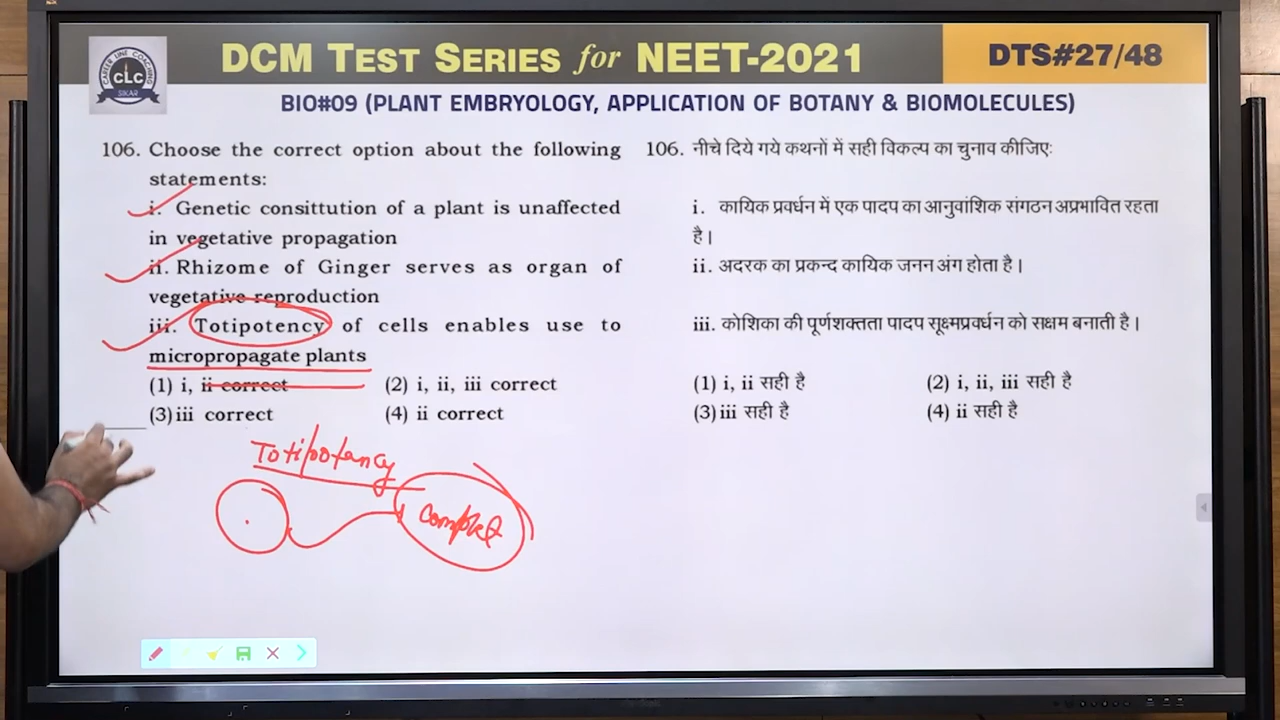 CAREER LINE COACHING
CLC
SIKAR
DCM TEST SERIES for NEET-2021
DTS#27/48
BIO#09 (PLANT EMBRYOLOGY, APPLICATION OF BOTANY & BIOMOLECULES)
106. Choose the correct option about the following
statements:
i. Genetic consittution of a plant is unaffected
in vegetative propagation
ii. Rhizome of Ginger serves as organ of
vegetative reproduction
iii. Totipotency of cells enables use to
micropropagate plants
(1) i, ii correct (2) i, ii, iii correct
(3) iii correct (4) ii correct
106. नीचे दिये गये कथनों में सही विकल्प का चुनाव कीजिए:
i. कायिक प्रवर्धन में एक पादप का आनुवांशिक संगठन अप्रभावित रहता
है।
ii. अदरक का प्रकन्द कायिक जनन अंग होता है।
iii. कोशिका की पूर्णशक्तता पादप सूक्ष्मप्रवर्धन को सक्षम बनाती है।
(1) i, ii सही है (2) i, ii, iii सही है
(3) iii सही है (4) ii सही है
Totipotency